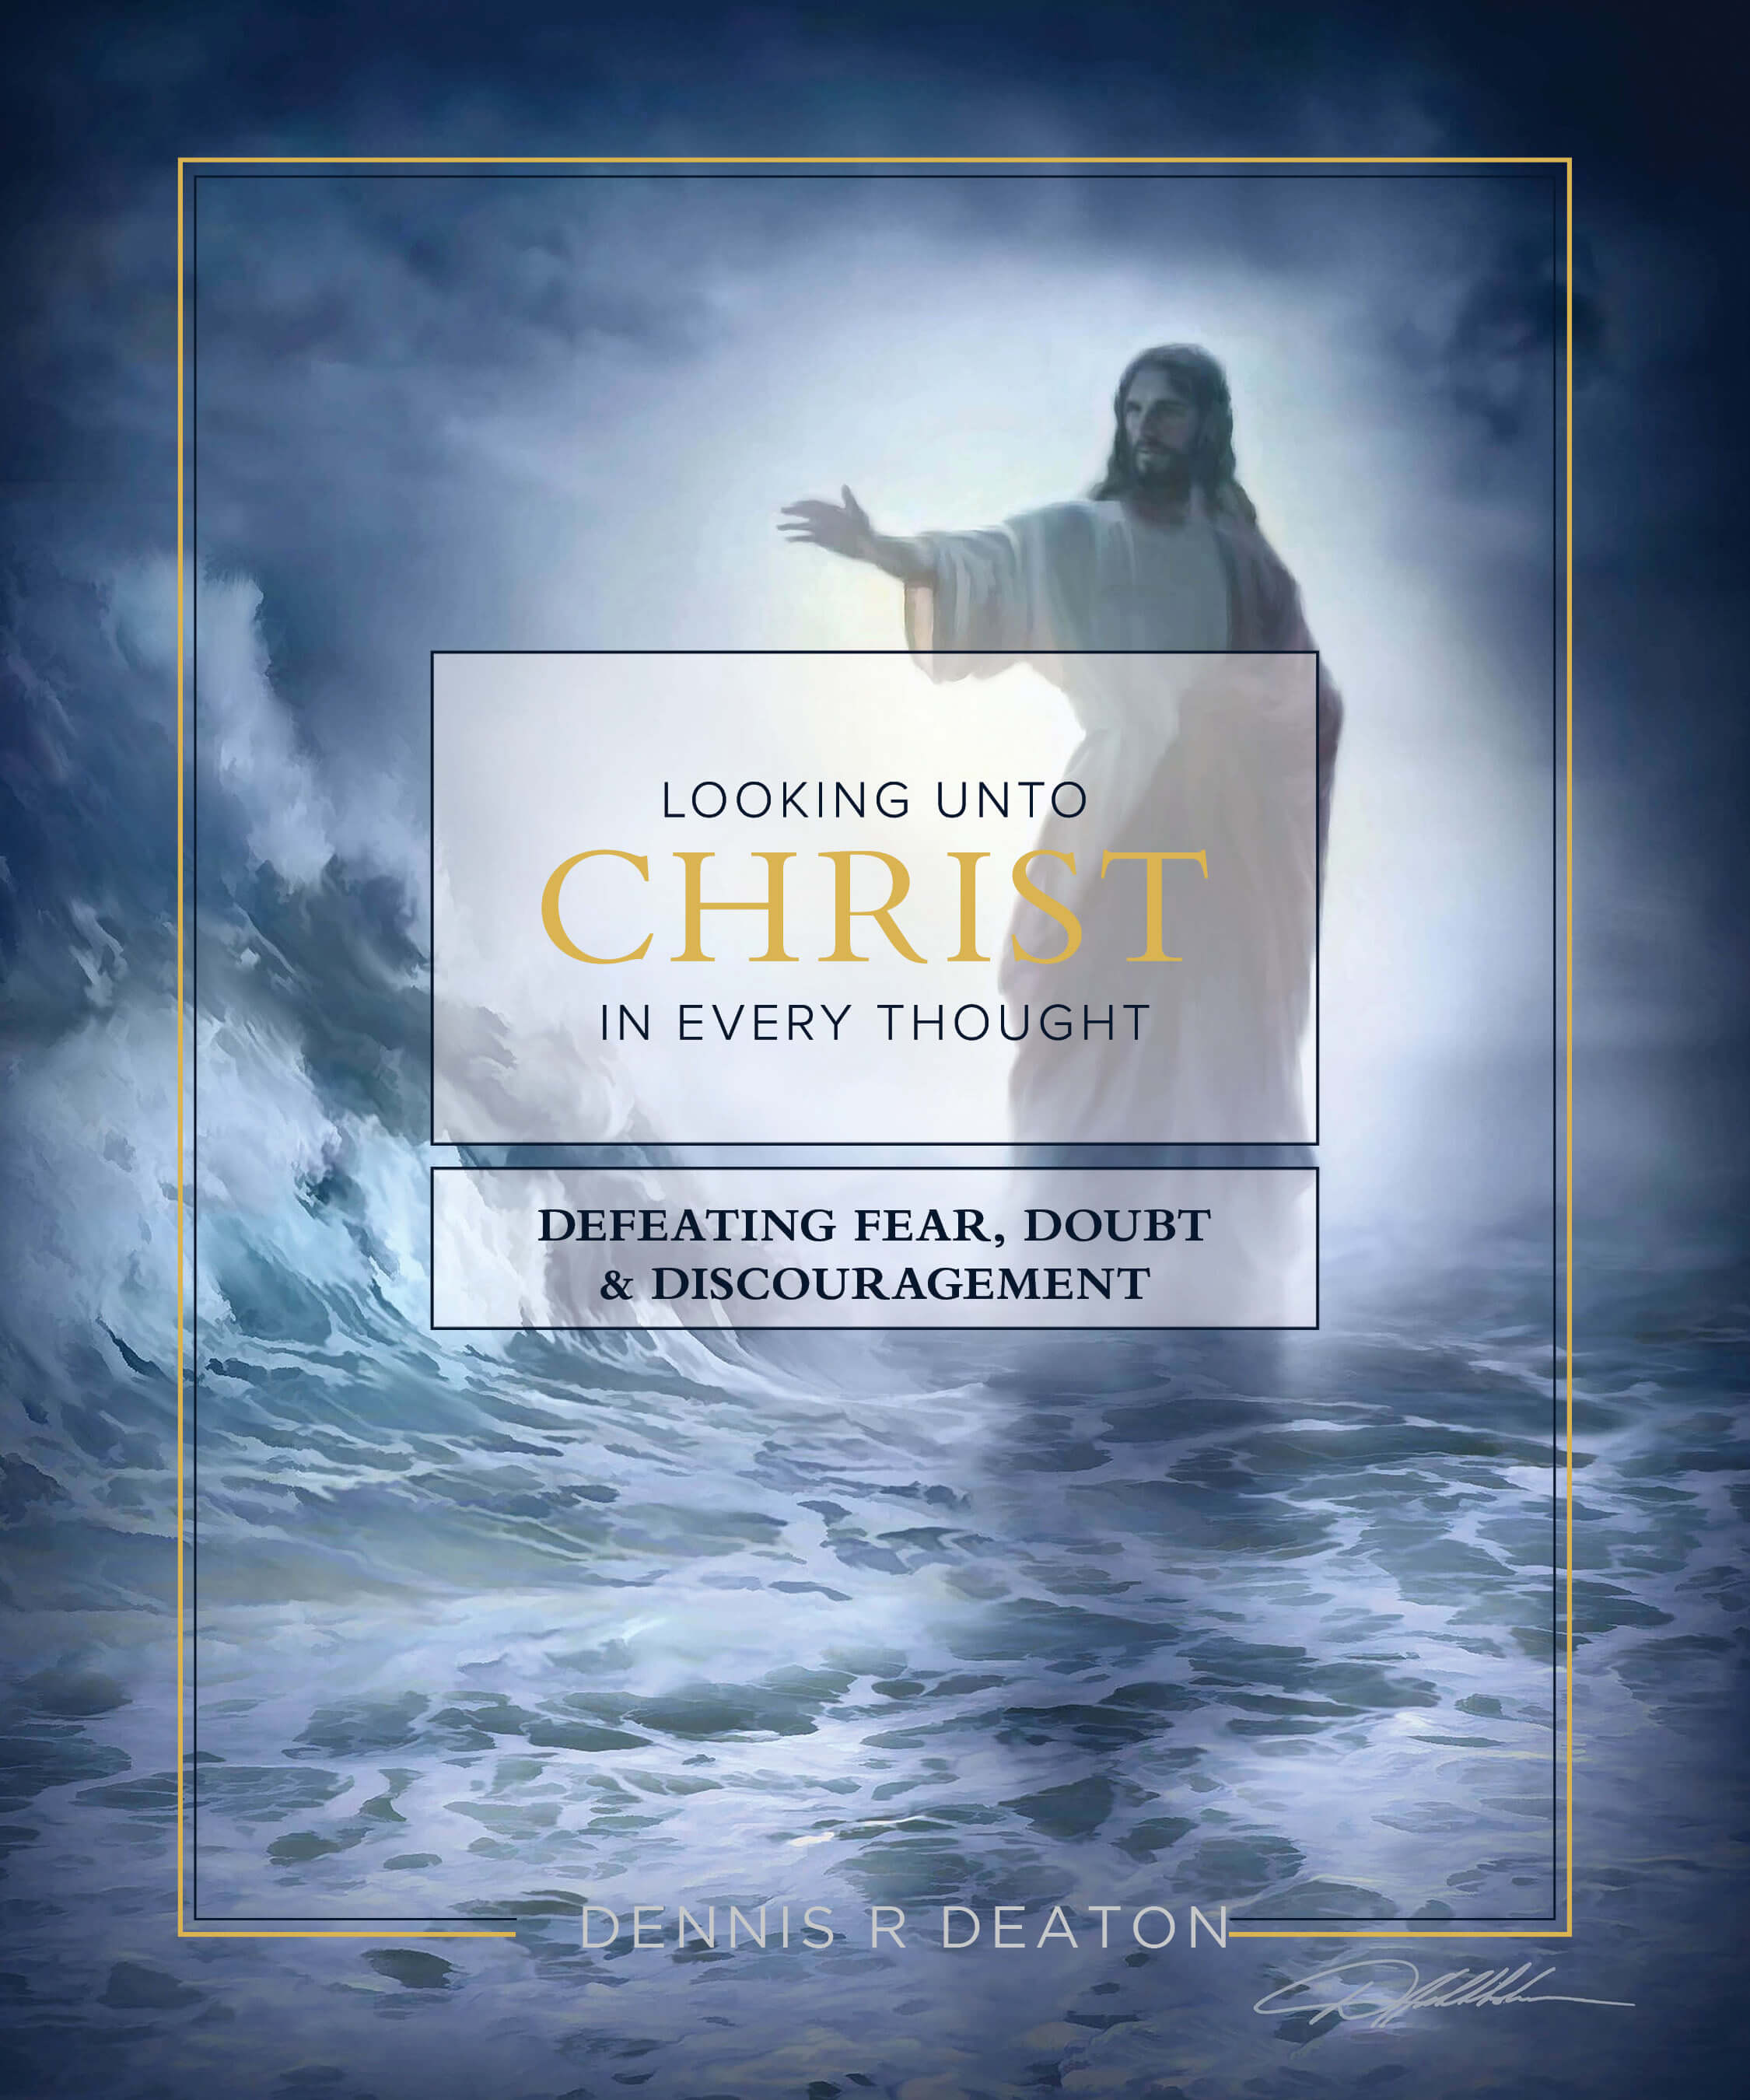 LOOKING UNTO
CHRIST
IN EVERY THOUGHT
DEFEATING FEAR, DOUBT
& DISCOURAGEMENT
DENNIS R DEATON